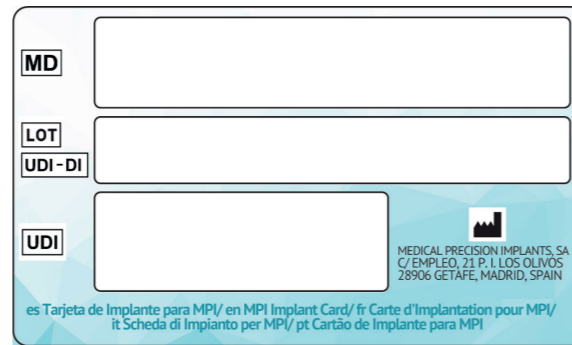 MD
LOT
UDI-DI
UDI
MEDICAL PRECISION IMPLANTS, SA
C/ EMPLEO, 21 P. I. LOS OLIVOS
28906 GETAFE, MADRID, SPAIN
es Tarjeta de Implante para MPI/ en MPI Implant Card/ fr Carte d'Implantation pour MPI/
it Scheda di Impianto per MPI/ pt Cartão de Implante para MPI